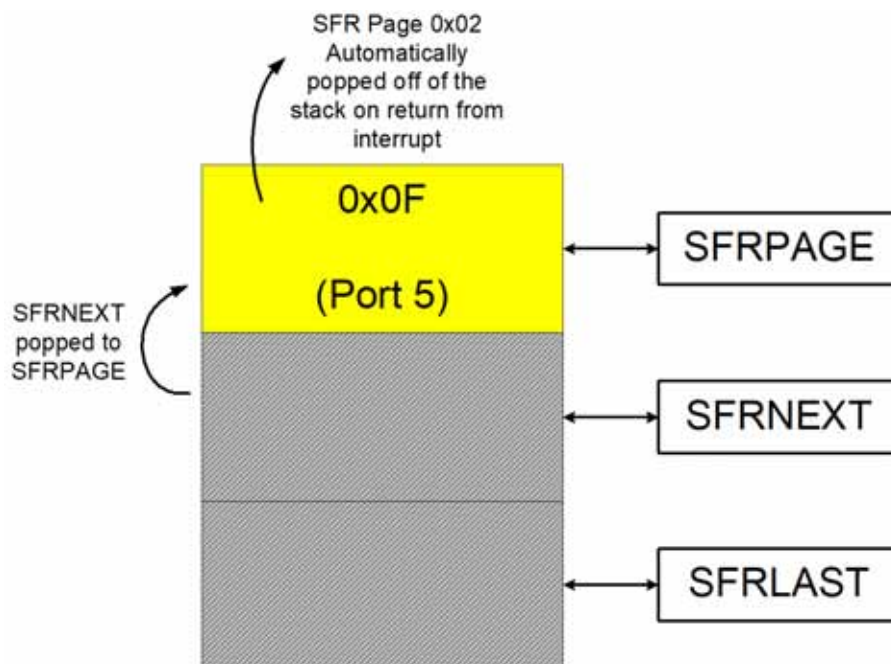 SFR Page 0x02
Automatically
popped off of the
stack on return from
interrupt
0x0F
(Port 5)
SFRPAGE
SFRNEXT
popped to
SFRPAGE
SFRNEXT
SFRLAST